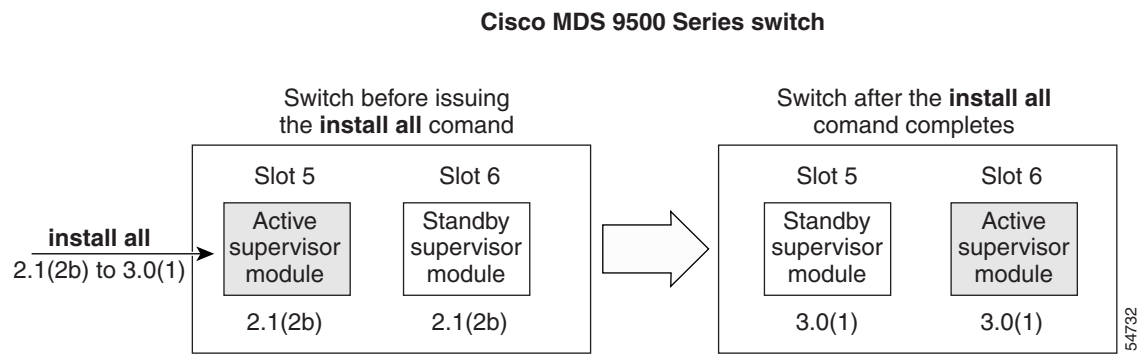 Cisco MDS 9500 Series switch
Switch before issuing
the install all comand
Switch after the install all
comand completes
Slot 5
Slot 6
Slot 5
Slot 6
install all
2.1(2b) to 3.0(1)
Active
supervisor
module
Standby
supervisor
module
Standby
supervisor
module
Active
supervisor
module
2.1(2b)
2.1(2b)
3.0(1)
3.0(1)
54732